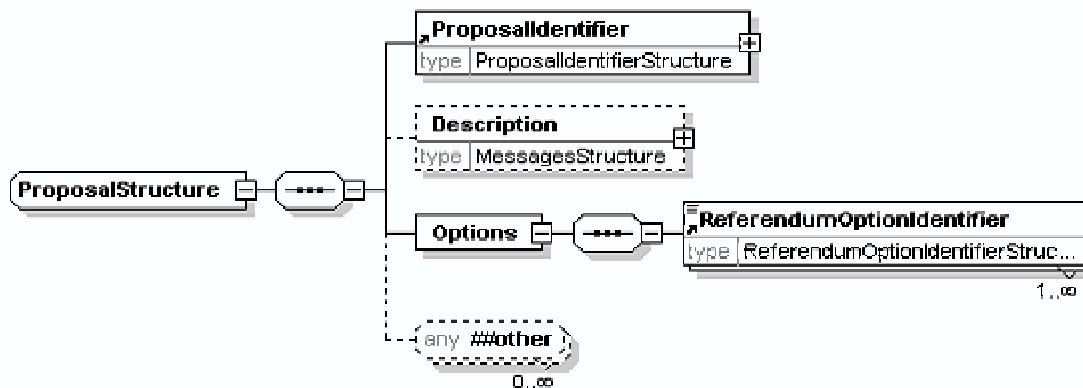 ProposalIdentifier
type ProposalIdentifierStructure
Description
type MessagesStructure
ProposalStructure
Options
ReferendumOptionIdentifier
type ReferendumOptionIdentifierStruc...
1..∞
any ##other
0..∞